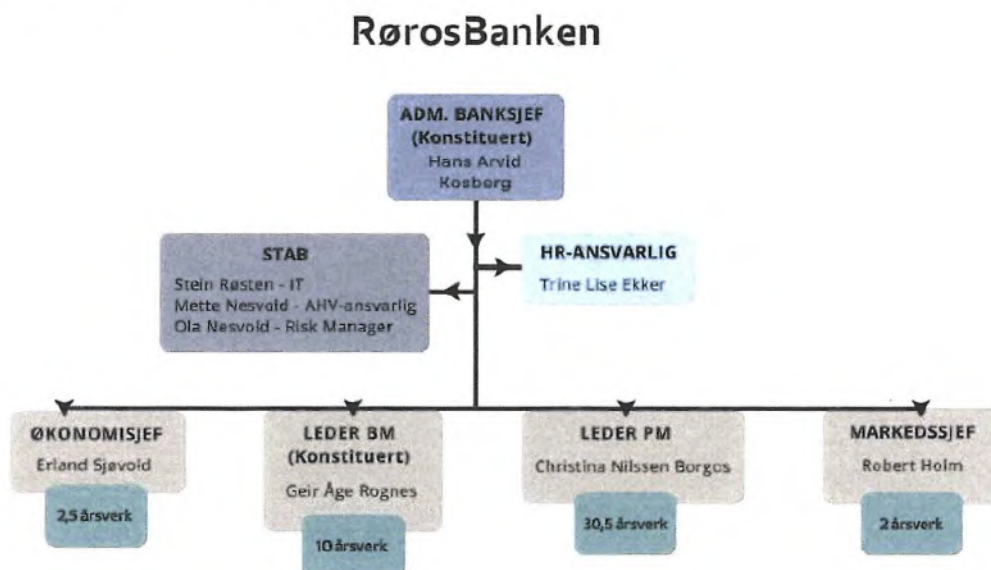 RørosBanken
ADM. BANKSJEF
(Konstituert)
Hans Arvid
Kosberg
STAB
Stein Røsten - IT
Mette Nesvold - AHV-ansvarlig
Ola Nesvold - Risk Manager
HR-ANSVARLIG
Trine Lise Ekker
ØKONOMISJEF
Erland Sjøvold
2,5 årsverk
LEDER BM
(Konstituert)
Geir Åge Rognes
10 årsverk
LEDER PM
Christina Nilssen Borgos
30,5 årsverk
MARKEDSSJEF
Robert Holm
2 årsverk